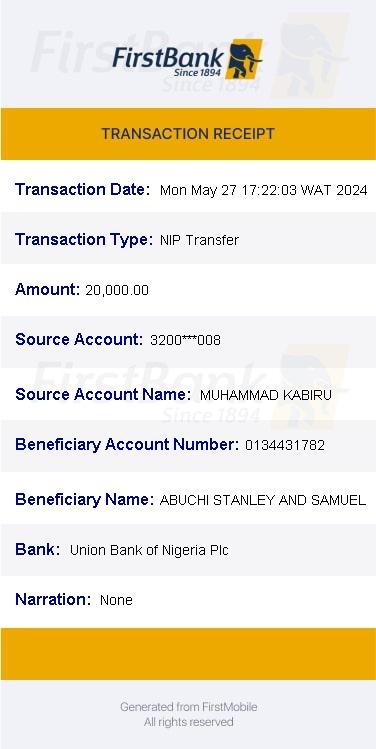 FirstBank
Since 1894
TRANSACTION RECEIPT
Transaction Date: Mon May 27 17:22:03 WAT 2024
Transaction Type: NIP Transfer
Amount: 20,000.00
Source Account: 3200***008
FirstBank
Since 1894
Source Account Name: MUHAMMAD KABIRU
Beneficiary Account Number: 0134431782
Beneficiary Name: ABUCHI STANLEY AND SAMUEL
Bank: Union Bank of Nigeria Plc
Narration: None
Generated from FirstMobile
All rights reserved